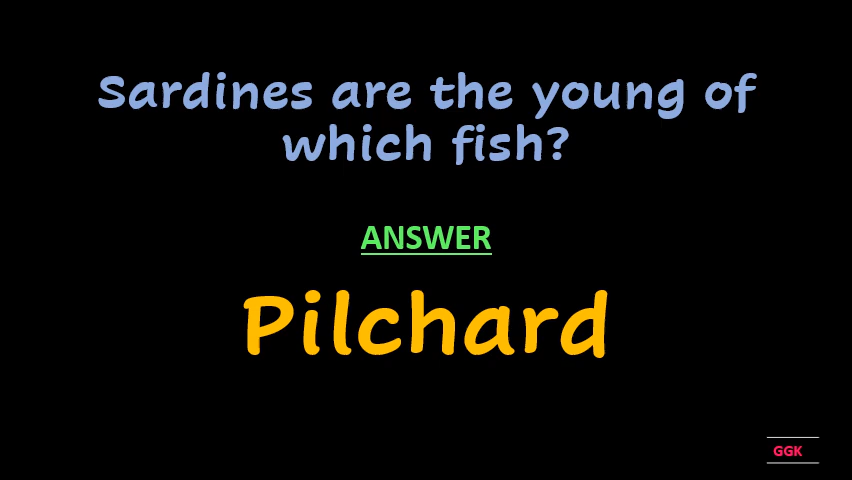 Sardines are the young of
which fish?
ANSWER
Pilchard
GGK